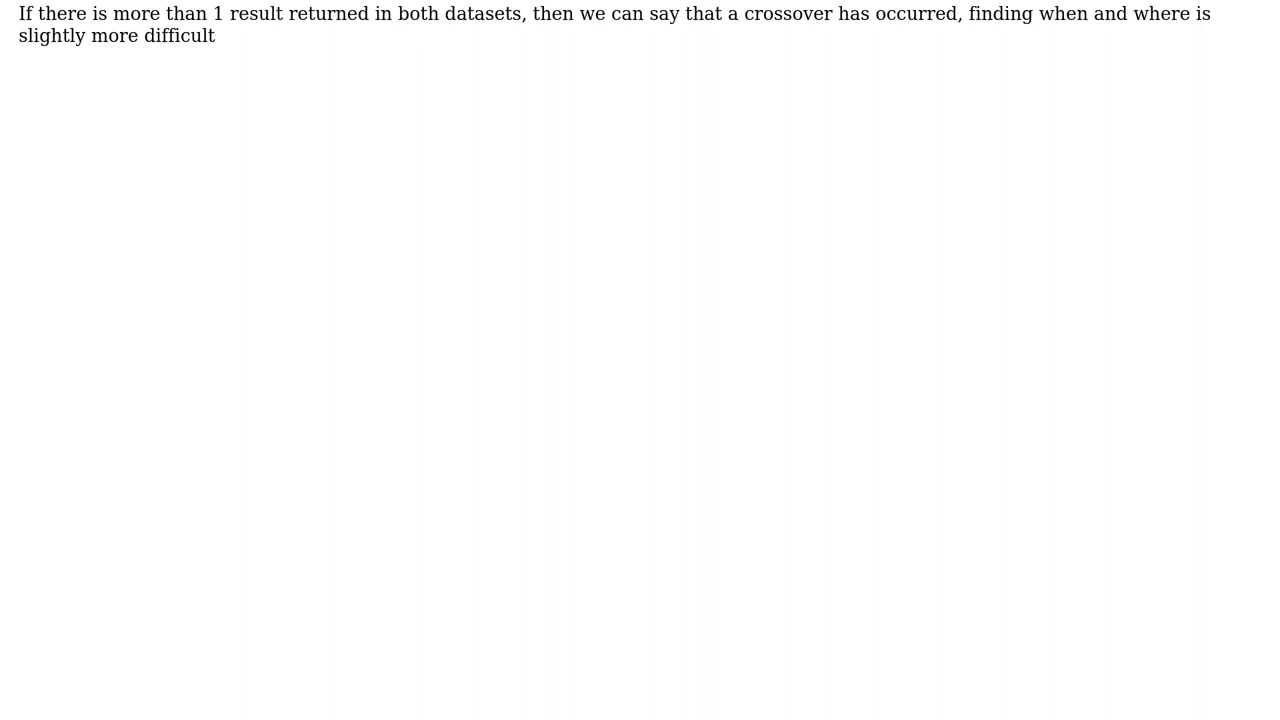 If there is more than 1 result returned in both datasets, then we can say that a crossover has occurred, finding when and where is
slightly more difficult